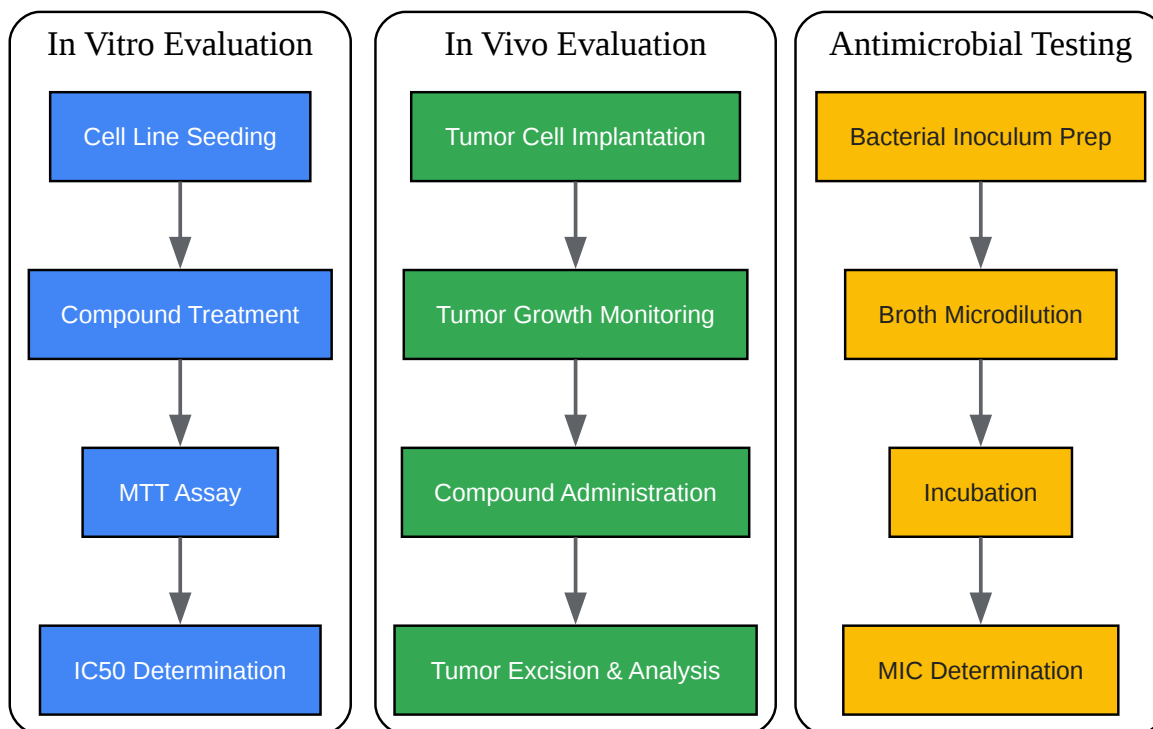 In Vitro Evaluation
Cell Line Seeding
Compound Treatment
MTT Assay
IC50 Determination
In Vivo Evaluation
Tumor Cell Implantation
Tumor Growth Monitoring
Compound Administration
Tumor Excision & Analysis
Antimicrobial Testing
Bacterial Inoculum Prep
Broth Microdilution
Incubation
MIC Determination